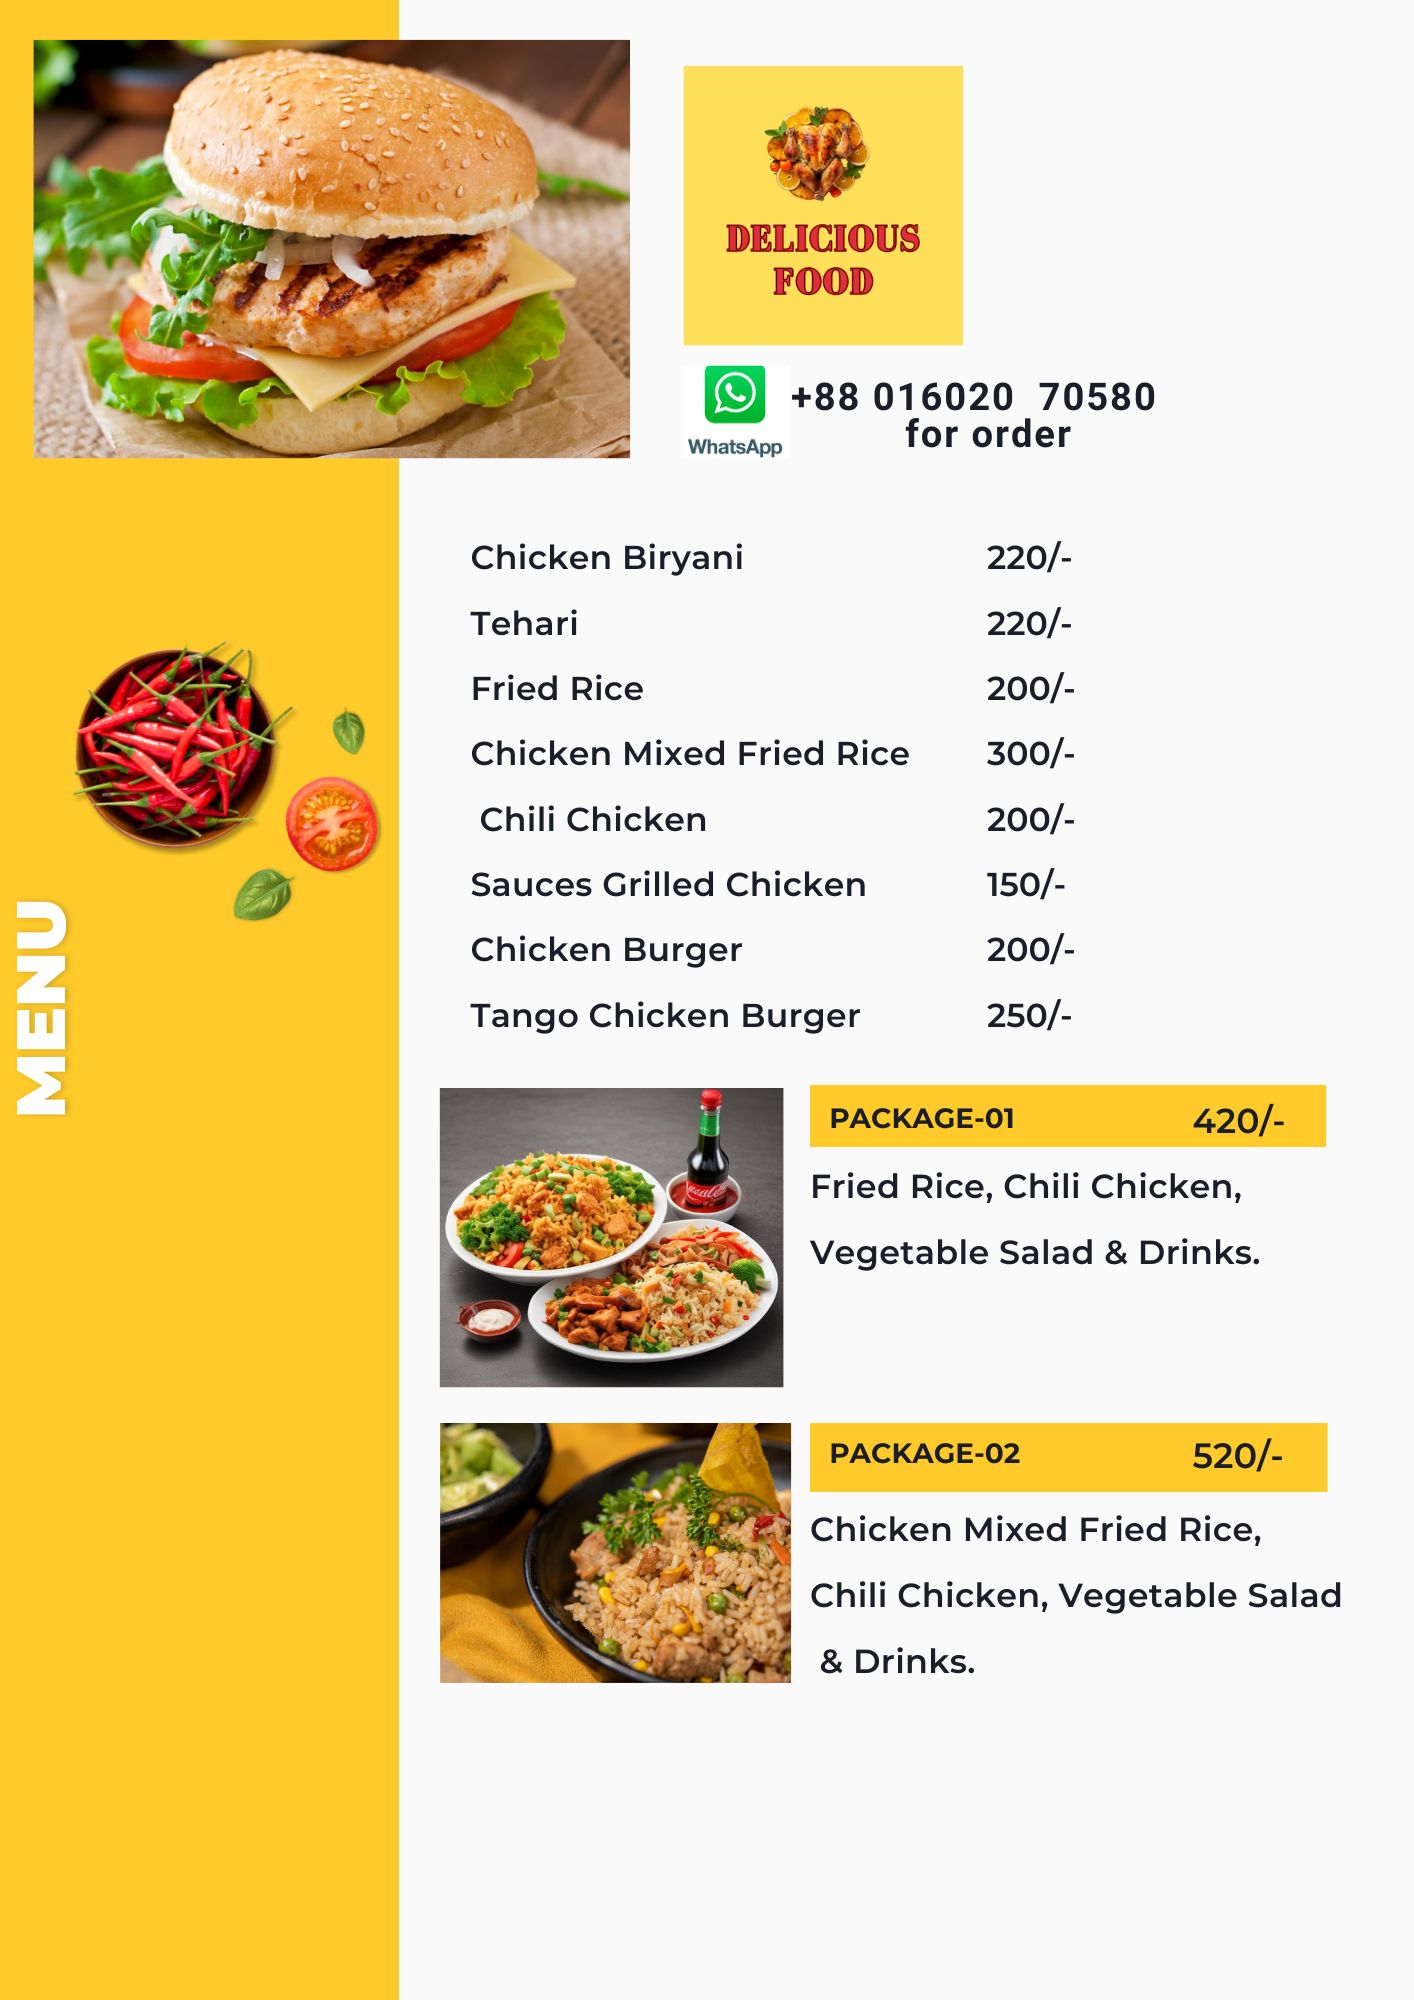 DELICIOUS
FOOD
WhatsApp
+88 016020 70580
for order
MENU
Chicken Biryani 220/-
Tehari 220/-
Fried Rice 200/-
Chicken Mixed Fried Rice 300/-
Chili Chicken 200/-
Sauces Grilled Chicken 150/-
Chicken Burger 200/-
Tango Chicken Burger 250/-
PACKAGE-01 420/-
Fried Rice, Chili Chicken,
Vegetable Salad & Drinks.
PACKAGE-02 520/-
Chicken Mixed Fried Rice,
Chili Chicken, Vegetable Salad
& Drinks.